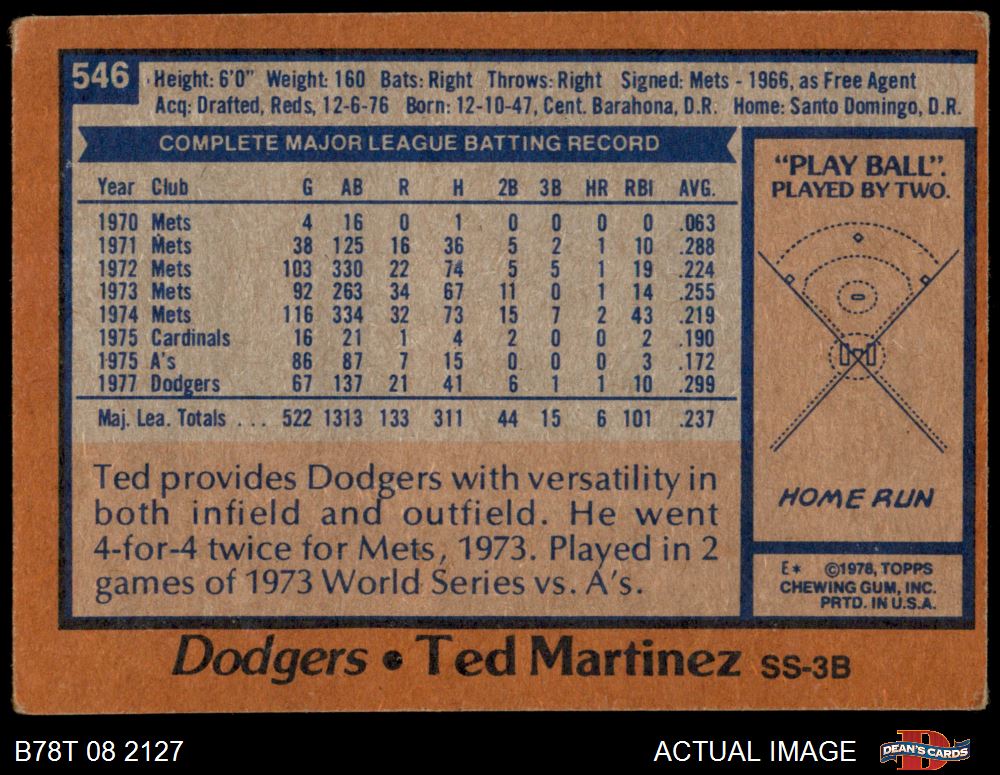 546
Height: 6'0" Weight: 160 Bats: Right Throws: Right Signed: Mets - 1966, as Free Agent
Acq: Drafted, Reds, 12-6-76 Born: 12-10-47, Cent. Barahona, D.R. Home: Santo Domingo, D.R.
COMPLETE MAJOR LEAGUE BATTING RECORD
Year Club G AB R H 2B 3B HR RBI AVG.
1970 Mets 4 16 0 1 0 0 0 0 .063
1971 Mets 38 125 16 36 5 2 1 10 .288
1972 Mets 103 330 22 74 5 5 1 19 .224
1973 Mets 92 263 34 67 11 0 1 14 .255
1974 Mets 116 334 32 73 15 7 2 43 .219
1975 Cardinals 16 21 1 4 2 0 0 2 .190
1975 A's 86 87 7 15 0 0 0 3 .172
1977 Dodgers 67 137 21 41 6 1 1 10 .299
Maj. Lea. Totals . . . 522 1313 133 311 44 15 6 101 .237
Ted provides Dodgers with versatility in
both infield and outfield. He went
4-for-4 twice for Mets, 1973. Played in 2
games of 1973 World Series vs. A's.
"PLAY BALL".
PLAYED BY TWO.
HOME RUN
E* ©1978, TOPPS
CHEWING GUM, INC.
PRTD. IN U.S.A.
Dodgers • Ted Martinez SS-3B
B78T 08 2127
ACTUAL IMAGE
D
DEAN'S CARDS